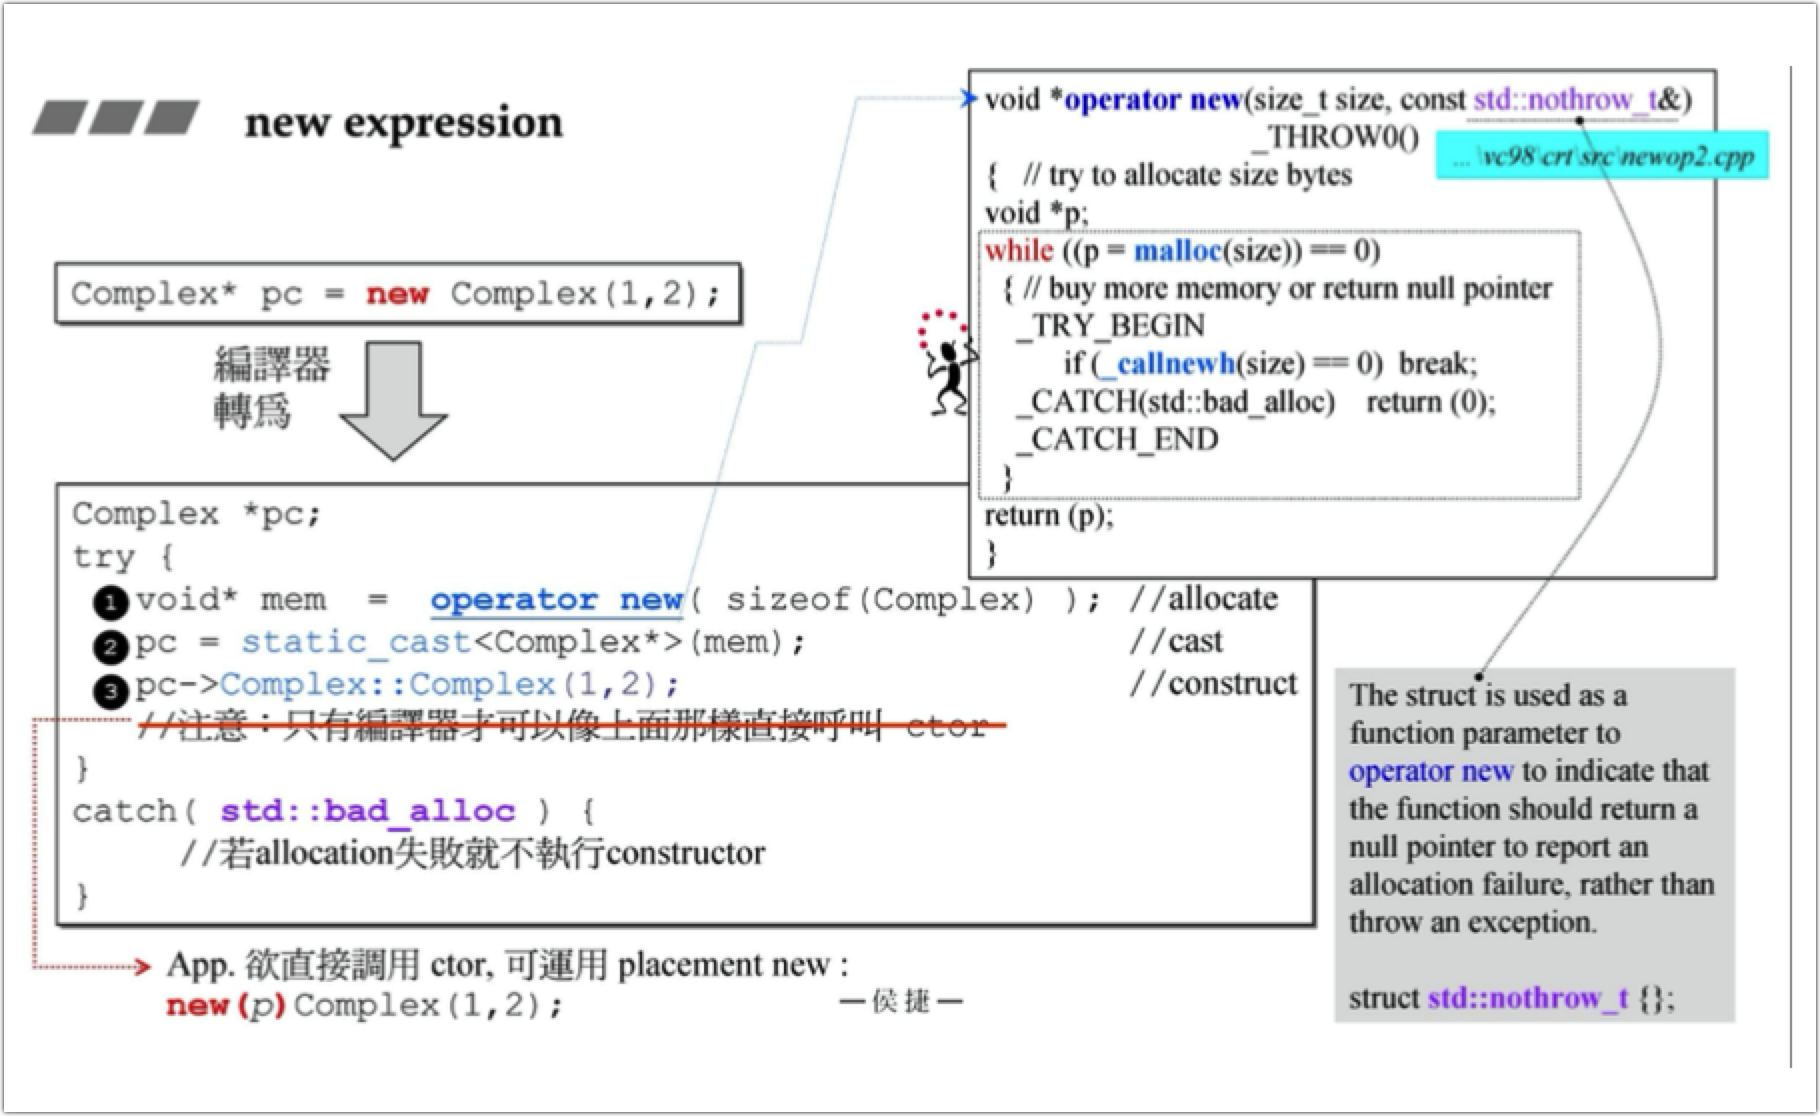 new expression
Complex* pc = new Complex(1,2);
編譯器
轉為
Complex *pc;
try {
1 void* mem = operator new( sizeof(Complex) ); //allocate
2 pc = static_cast<Complex*>(mem); //cast
3 pc->Complex::Complex(1,2); //construct
//注意：只有編譯器才可以像上面那樣直接呼叫 ctor
}
catch( std::bad_alloc ) {
//若allocation失敗就不執行constructor
}
App. 欲直接調用 ctor, 可運用 placement new :
new(p)Complex(1,2);
—侯捷—
void *operator new(size_t size, const std::nothrow_t&)
_THROW0()
...\vc98\crt\src\newop2.cpp
{ // try to allocate size bytes
void *p;
while ((p = malloc(size)) == 0)
{ // buy more memory or return null pointer
_TRY_BEGIN
if (_callnewh(size) == 0) break;
_CATCH(std::bad_alloc) return (0);
_CATCH_END
}
return (p);
}
The struct is used as a
function parameter to
operator new to indicate that
the function should return a
null pointer to report an
allocation failure, rather than
throw an exception.
struct std::nothrow_t {};